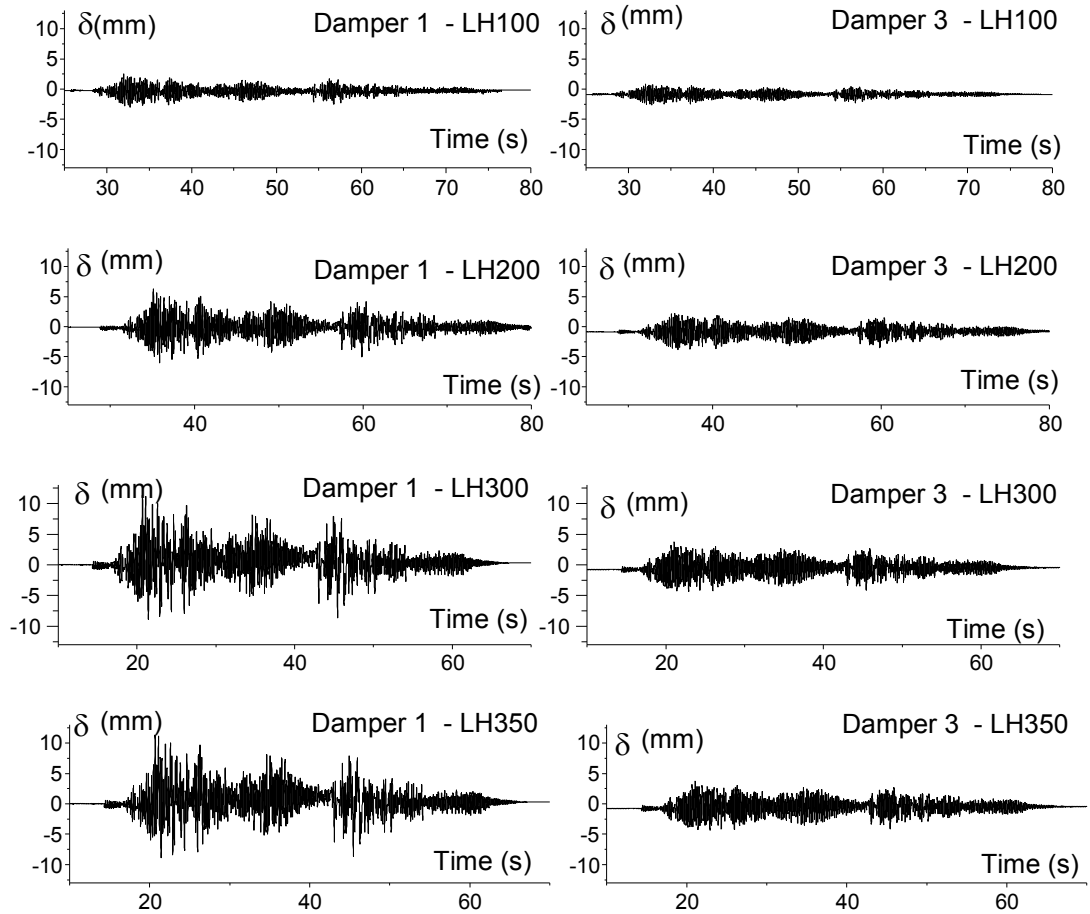 δ(mm) Damper 1 - LH100
10
5
0
-5
-10
Time (s)
30 40 50 60 70 80
δ (mm) Damper 3 - LH100
10
5
0
-5
-10
Time (s)
30 40 50 60 70 80
δ (mm) Damper 1 - LH200
10
5
0
-5
-10
Time (s)
40 60 80
δ (mm) Damper 3 - LH200
10
5
0
-5
-10
Time (s)
40 60 80
δ (mm) Damper 1 - LH300
10
5
0
-5
-10
Time (s)
20 40 60
δ (mm) Damper 3 - LH300
10
5
0
-5
-10
Time (s)
20 40 60
δ (mm) Damper 1 - LH350
10
5
0
-5
-10
Time (s)
20 40 60
δ (mm) Damper 3 - LH350
10
5
0
-5
-10
Time (s)
20 40 60